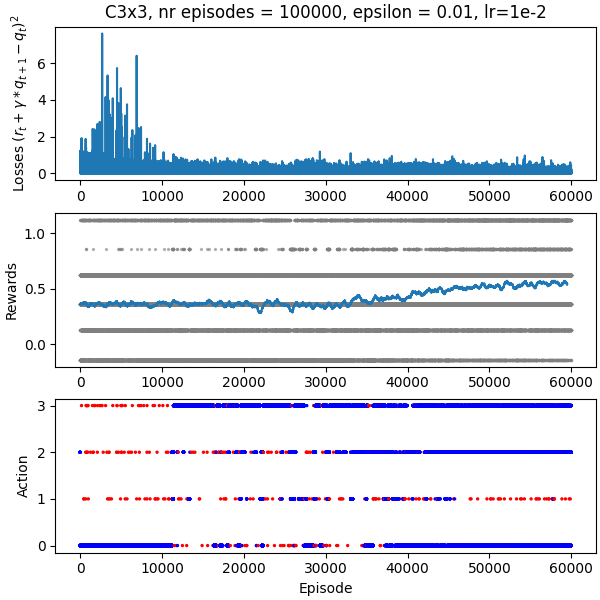 C3x3, nr episodes = 100000, epsilon = 0.01, lr=1e-2
Losses $(r_t + \gamma * q_{t+1} - q_t)^2$
6
4
2
0
0 10000 20000 30000 40000 50000 60000
Rewards
1.0
0.5
0.0
0 10000 20000 30000 40000 50000 60000
Action
3
2
1
0
0 10000 20000 30000 40000 50000 60000
Episode